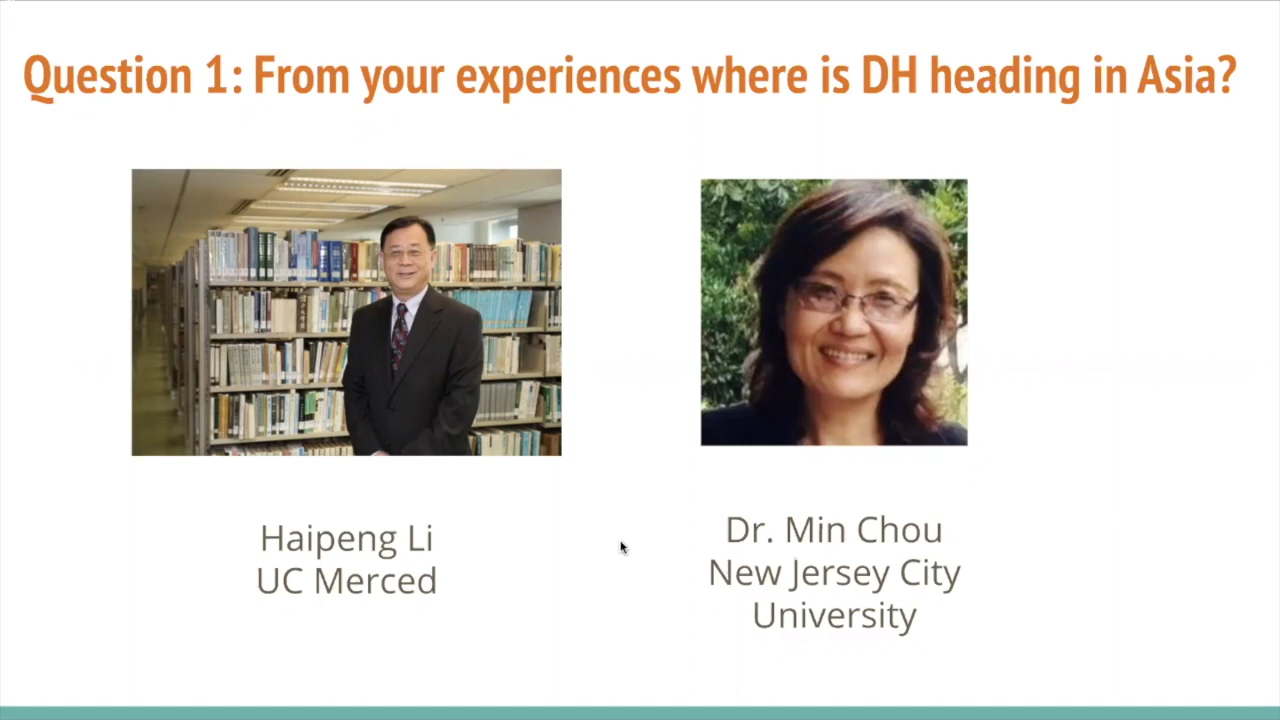 Question 1: From your experiences where is DH heading in Asia?
Haipeng Li
UC Merced
Dr. Min Chou
New Jersey City
University